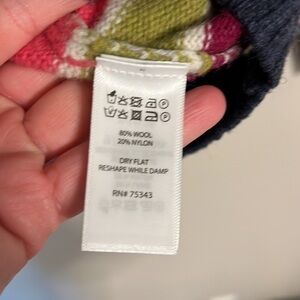 80% WOOL
20% NYLON
DRY FLAT
RESHAPE WHILE DAMP
RN# 75343